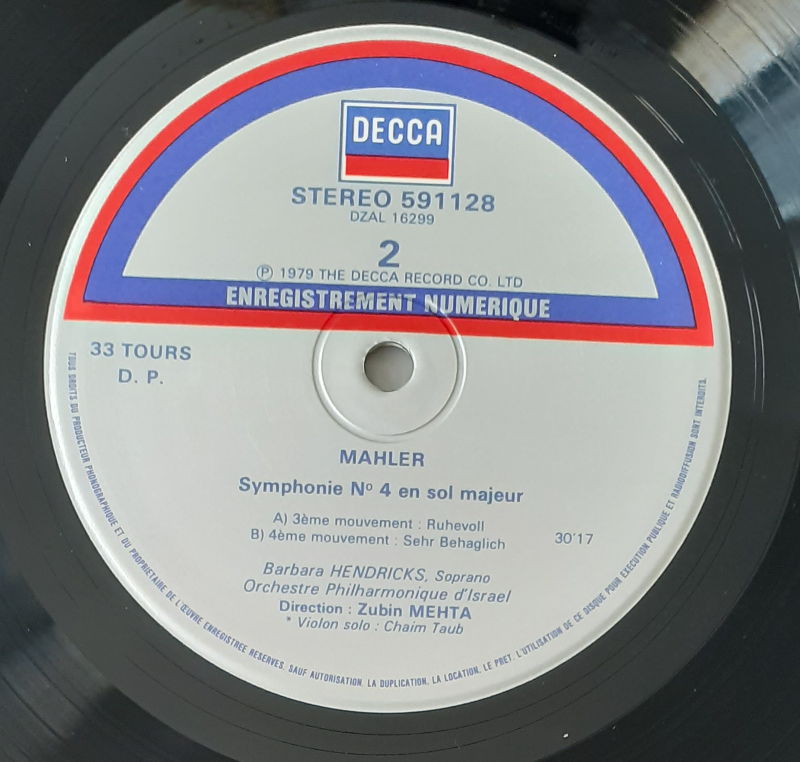 DECCA
STEREO 591128
DZAL 16299
2
Ⓟ 1979 THE DECCA RECORD CO. LTD
ENREGISTREMENT NUMERIQUE
33 TOURS
D. P.
MAHLER
Symphonie Nº 4 en sol majeur
A) 3ème mouvement : Ruhevoll
B) 4ème mouvement : Sehr Behaglich
30'17
Barbara HENDRICKS, Soprano
Orchestre Philharmonique d'Israel
Direction : Zubin MEHTA
* Violon solo : Chaim Taub
TOUS DROITS DU PRODUCTEUR PHONOGRAPHIQUE ET DU PROPRIETAIRE DE L'ŒUVRE ENREGISTREE RESERVES. SAUF AUTORISATION, LA DUPLICATION, LA LOCATION, LE PRET, L'UTILISATION DE CE DISQUE POUR EXECUTION PUBLIQUE ET RADIODIFFUSION SONT INTERDITS.